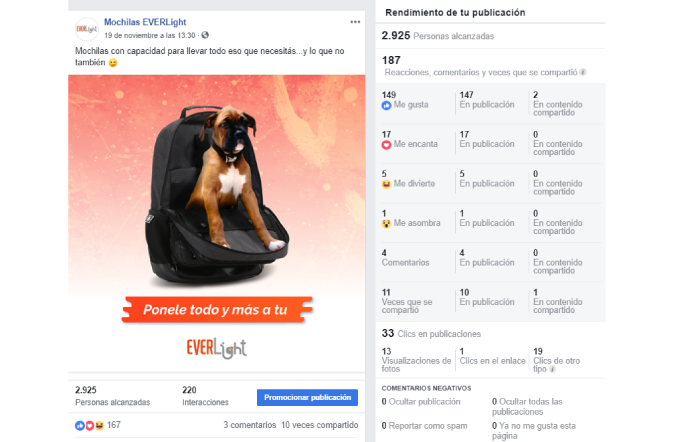 EVERLight
Mochilas EVERLight
19 de noviembre a las 13:30 ·
Mochilas con capacidad para llevar todo eso que necesitás...y lo que no
también 😉
Ponele todo y más a tu
EVERLight
2.925
Personas alcanzadas
220
Interacciones
Promocionar publicación
167
3 comentarios 10 veces compartido
Rendimiento de tu publicación
2.925 Personas alcanzadas
187
Reacciones, comentarios y veces que se compartió
149
Me gusta
147
En publicación
2
En contenido
compartido
17
Me encanta
17
En publicación
0
En contenido
compartido
5
Me divierte
5
En publicación
0
En contenido
compartido
1
Me asombra
1
En publicación
0
En contenido
compartido
4
Comentarios
4
En publicación
0
En contenido
compartido
11
Veces que se
compartió
10
En publicación
1
En contenido
compartido
33 Clics en publicaciones
13
Visualizaciones de
fotos
1
Clics en el enlace
19
Clics de otro
tipo
COMENTARIOS NEGATIVOS
0 Ocultar publicación
0 Ocultar todas las
publicaciones
0 Reportar como spam
0 Ya no me gusta esta
página